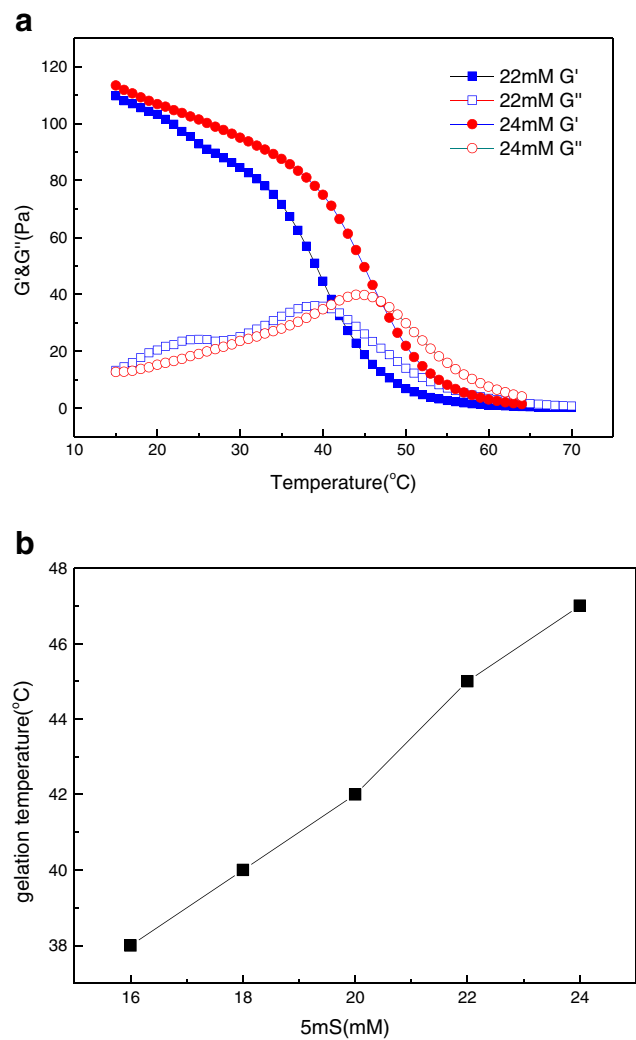 a
120
100
80
60
40
20
0
G'&G''(Pa)
22mM G'
22mM G''
24mM G'
24mM G''
10 20 30 40 50 60 70
Temperature(°C)
b
48
46
44
42
40
38
gelation temperature(°C)
16 18 20 22 24
5mS(mM)